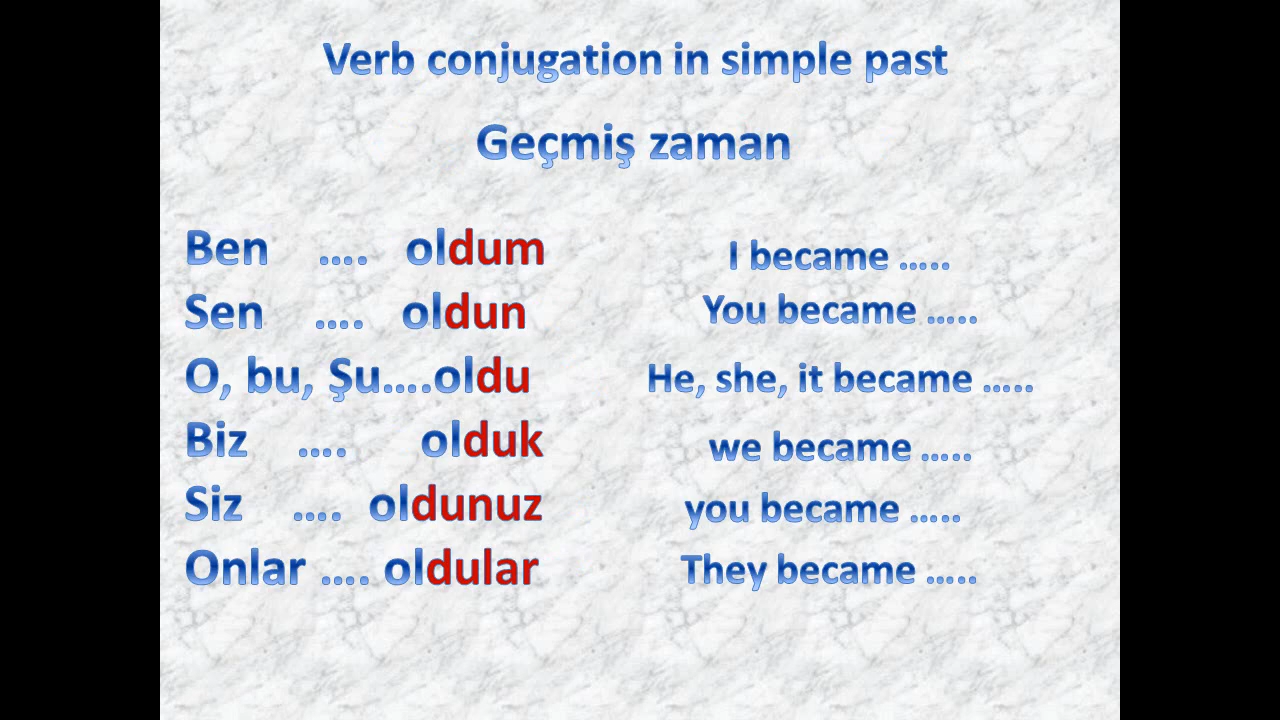 Verb conjugation in simple past
Geçmiş zaman
Ben .... oldum
I became .....
Sen .... oldun
You became .....
O, bu, Şu....oldu
He, she, it became .....
Biz .... olduk
we became .....
Siz .... oldunuz
you became .....
Onlar .... oldular
They became .....